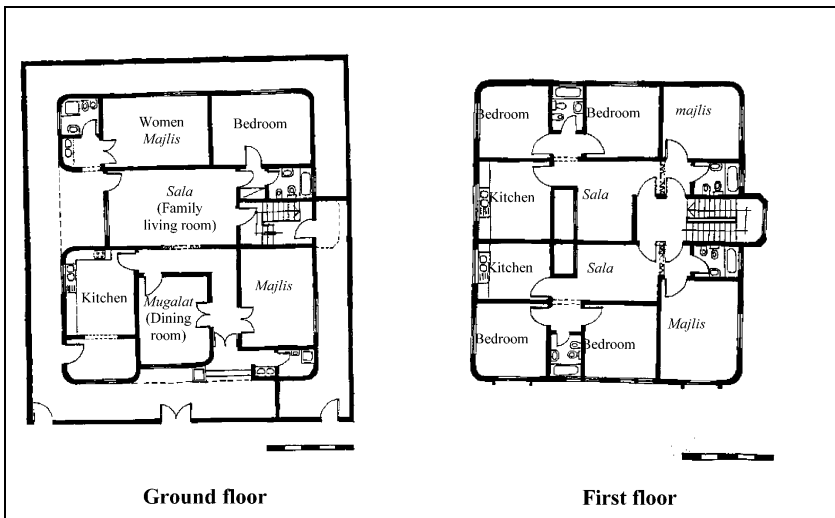 Women
Majlis
Bedroom
Sala
(Family
living room)
Kitchen
Mugalat
(Dining
room)
Majlis
Ground floor
Bedroom
Bedroom
majlis
Kitchen
Sala
Kitchen
Sala
Bedroom
Bedroom
Majlis
First floor